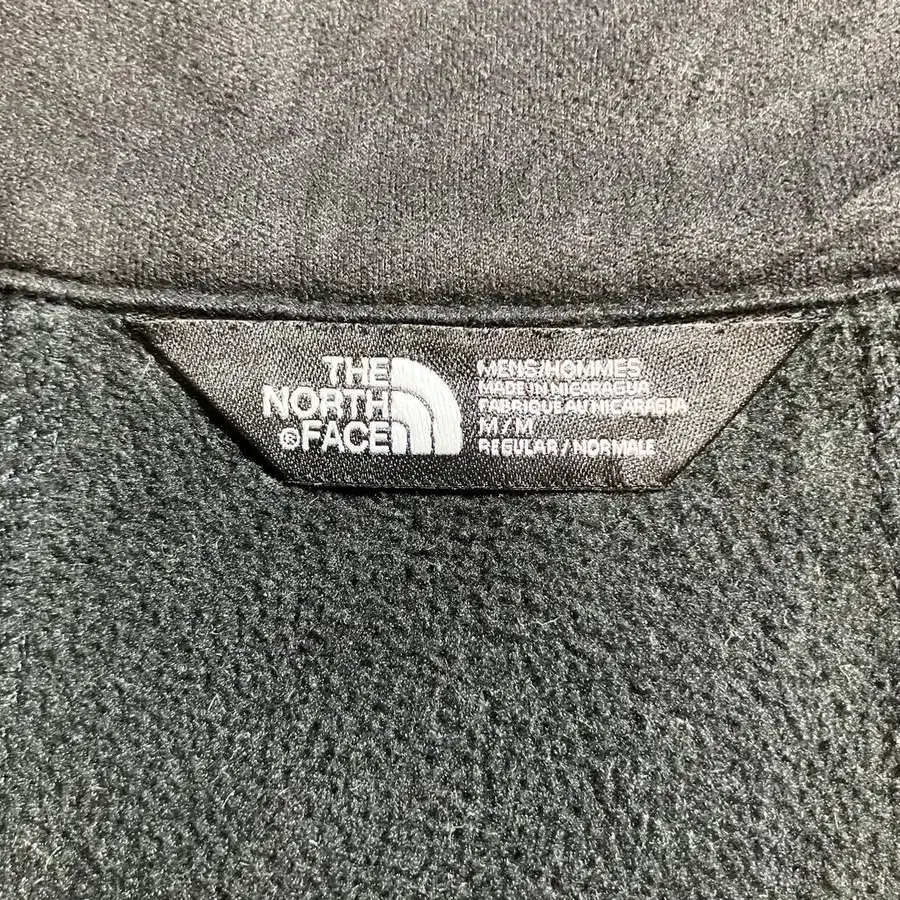 THE
NORTH
®FACE
MENS/HOMMES
MADE IN NICARAGUA
FABRIQUE AU NICARAGUA
M/M
REGULAR/NORMALE